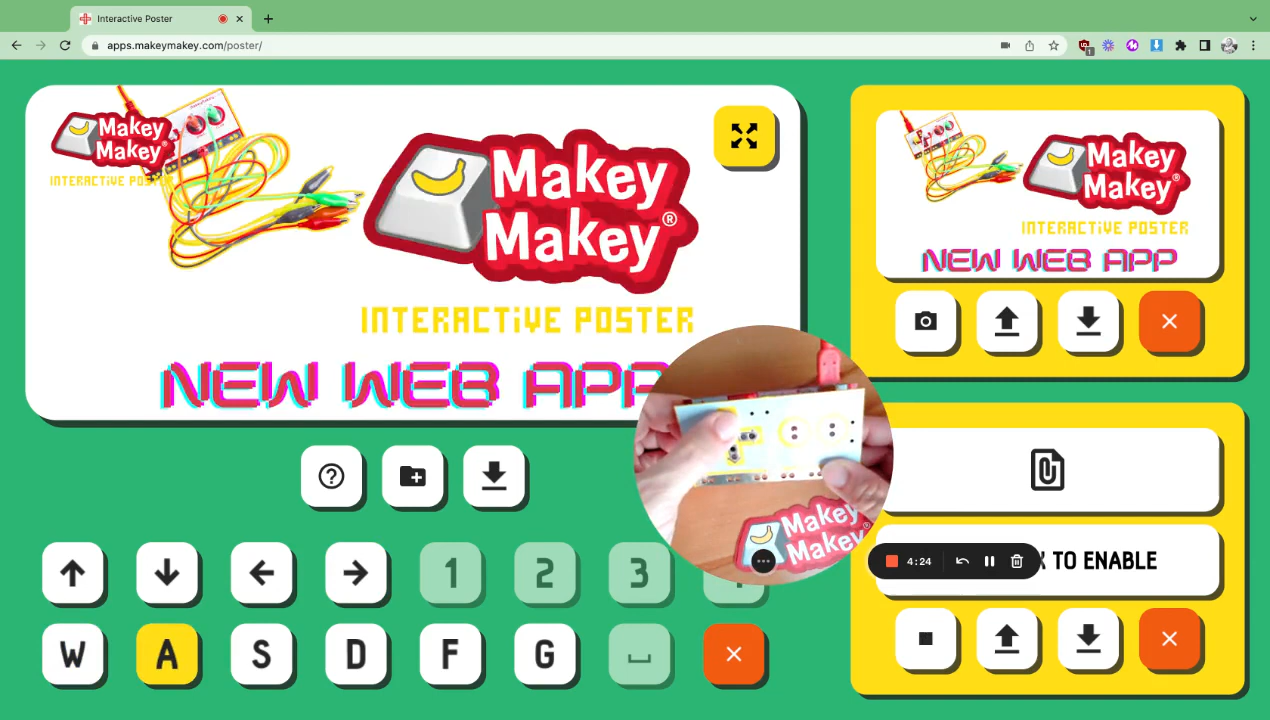 Interactive Poster
apps.makeymakey.com/poster/
1
Makey
Makey
INTERACTIVE POSTER
Makey
Makey®
INTERACTIVE POSTER
NEW WEB APP
Makey
Makey®
INTERACTIVE POSTER
NEW WEB APP
?
Makey
Makey
4:24
TO ENABLE
1 2 3
W A S D F G